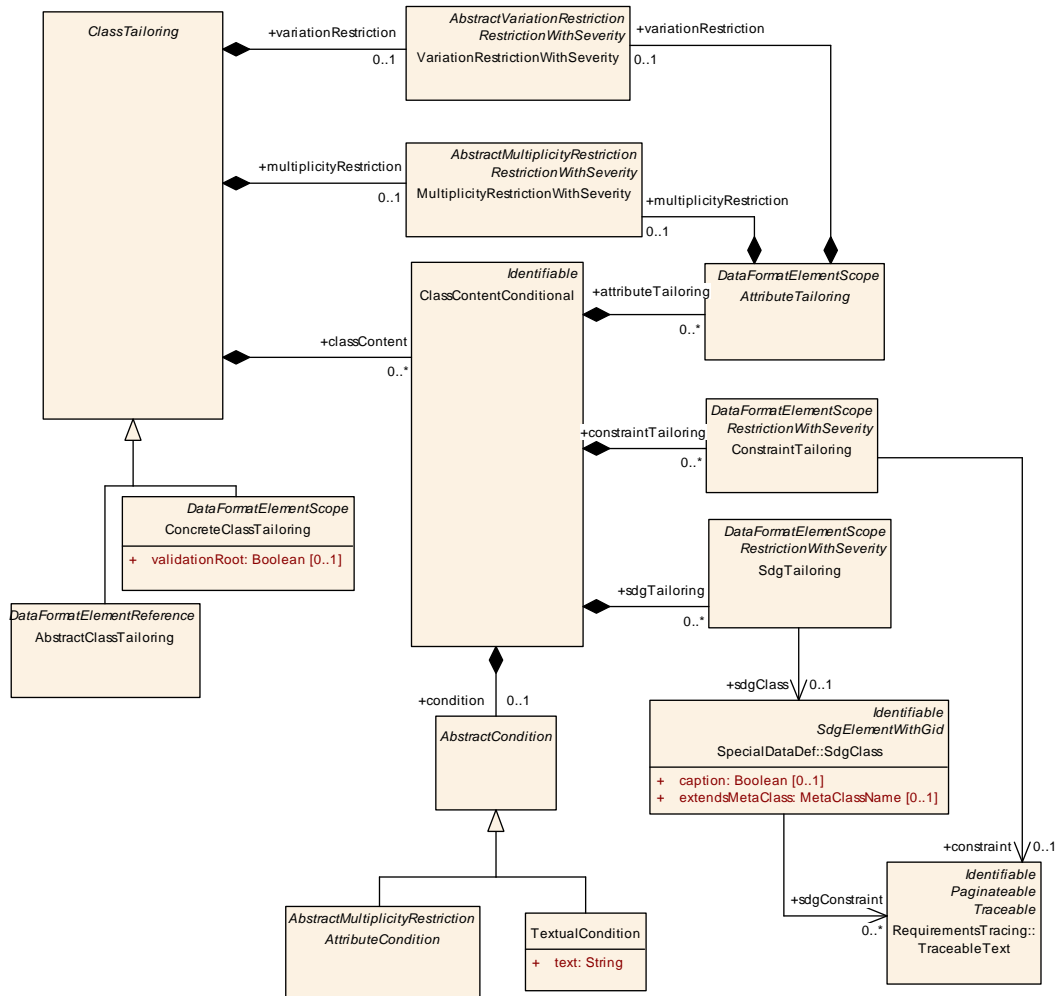 ClassTailoring
+variationRestriction
0..1
AbstractVariationRestriction
RestrictionWithSeverity
VariationRestrictionWithSeverity
+variationRestriction
0..1
+multiplicityRestriction
0..1
AbstractMultiplicityRestriction
RestrictionWithSeverity
MultiplicityRestrictionWithSeverity
+multiplicityRestriction
0..1
Identifiable
ClassContentConditional
+attributeTailoring
0..*
DataFormatElementScope
AttributeTailoring
+classContent
0..*
+constraintTailoring
0..*
DataFormatElementScope
RestrictionWithSeverity
ConstraintTailoring
DataFormatElementScope
ConcreteClassTailoring
+ validationRoot: Boolean [0..1]
DataFormatElementScope
RestrictionWithSeverity
SdgTailoring
+sdgTailoring
0..*
DataFormatElementReference
AbstractClassTailoring
+sdgClass
0..1
+condition
0..1
AbstractCondition
Identifiable
SdgElementWithGid
SpecialDataDef::SdgClass
+ caption: Boolean [0..1]
+ extendsMetaClass: MetaClassName [0..1]
+constraint
0..1
+sdgConstraint
0..*
Identifiable
Paginateable
Traceable
RequirementsTracing::
TraceableText
AbstractMultiplicityRestriction
AttributeCondition
TextualCondition
+ text: String